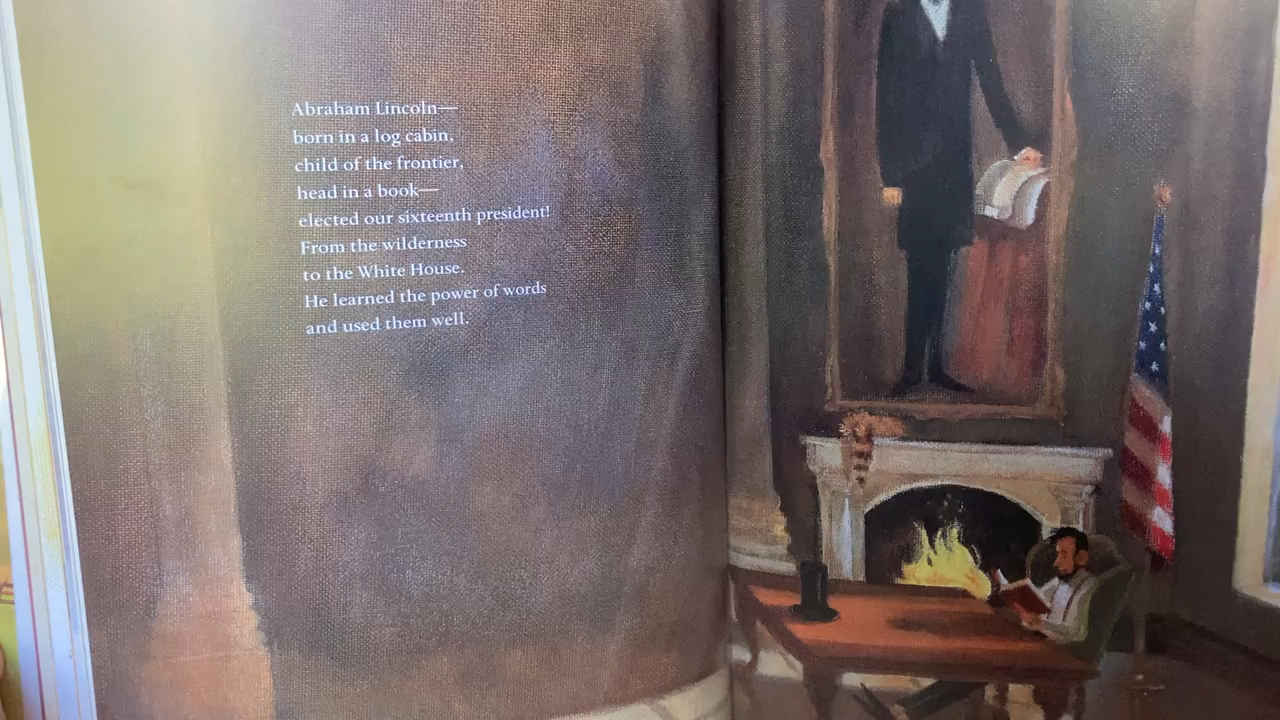 Abraham Lincoln—
born in a log cabin,
child of the frontier,
head in a book—
elected our sixteenth president!
From the wilderness
to the White House.
He learned the power of words
and used them well.